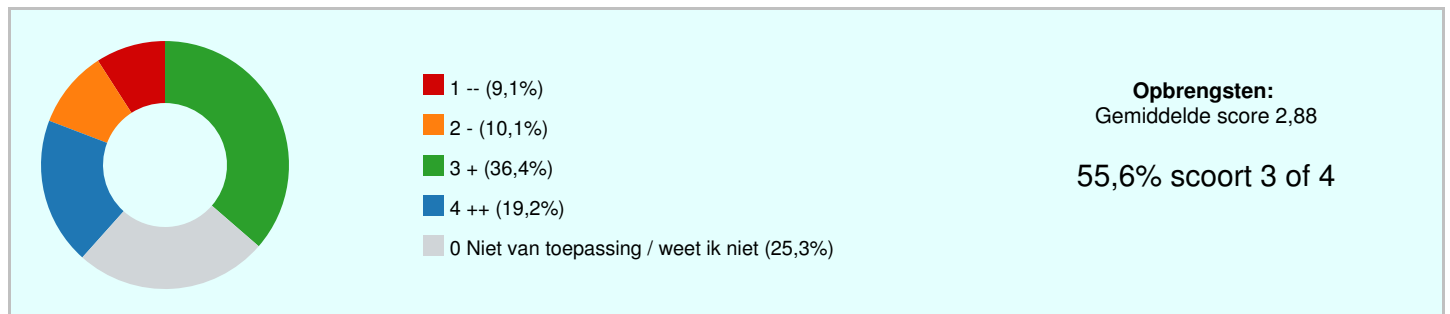 1 -- (9,1%)
2 - (10,1%)
3 + (36,4%)
4 ++ (19,2%)
0 Niet van toepassing / weet ik niet (25,3%)
Opbrengsten:
Gemiddelde score 2,88
55,6% scoort 3 of 4